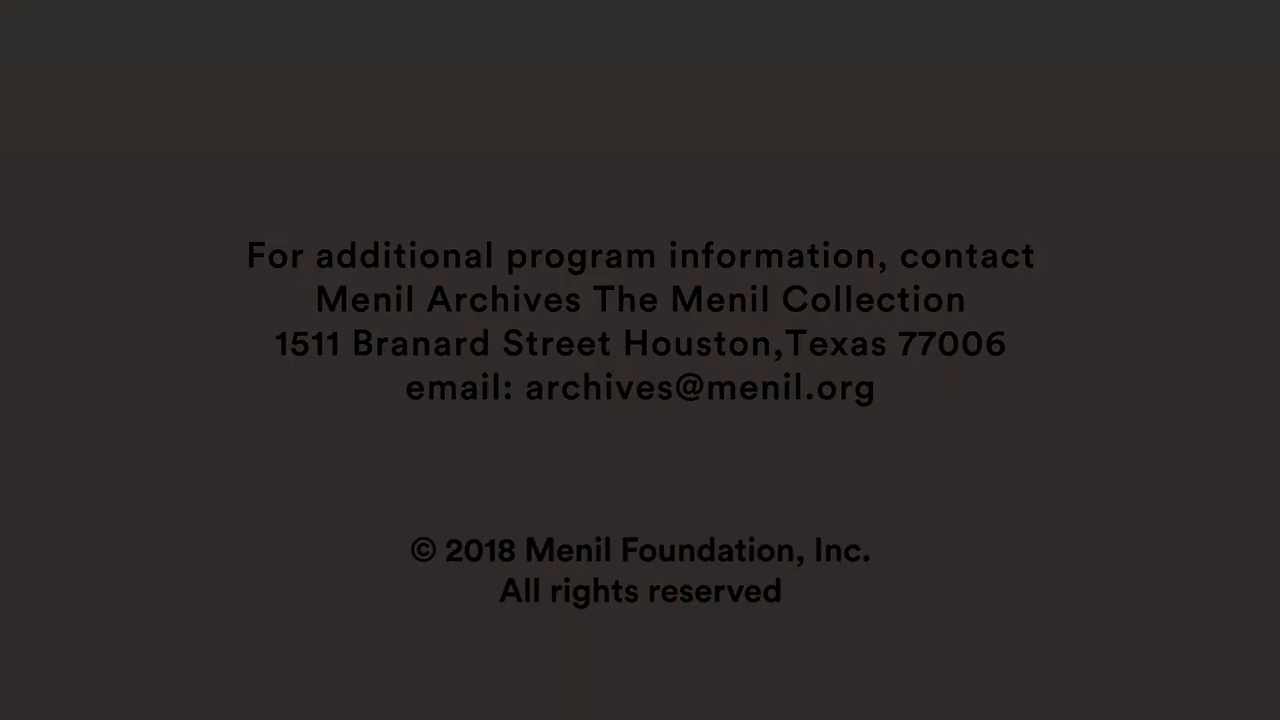 For additional program information, contact
Menil Archives The Menil Collection
1511 Branard Street Houston,Texas 77006
email: archives@menil.org
© 2018 Menil Foundation, Inc.
All rights reserved